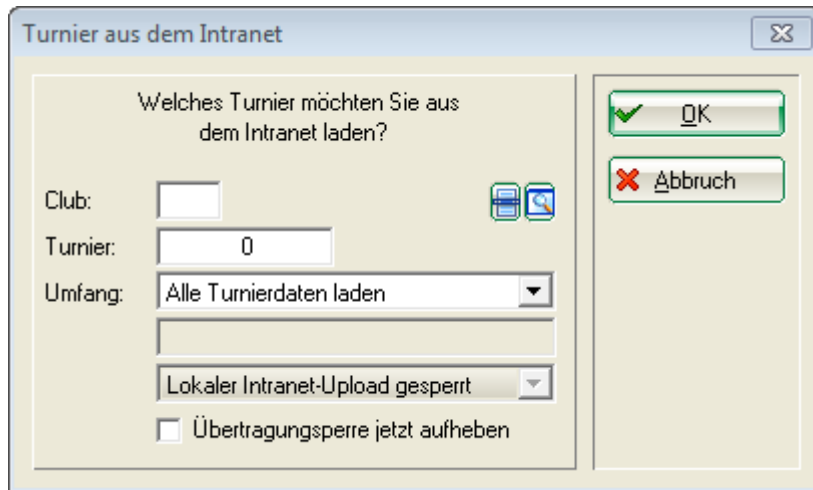 Turnier aus dem Intranet
Welches Turnier möchten Sie aus
dem Intranet laden?
OK
Abbruch
Club:
Turnier: 0
Umfang: Alle Turnierdaten laden
Lokaler Intranet-Upload gesperrt
Übertragungsperre jetzt aufheben